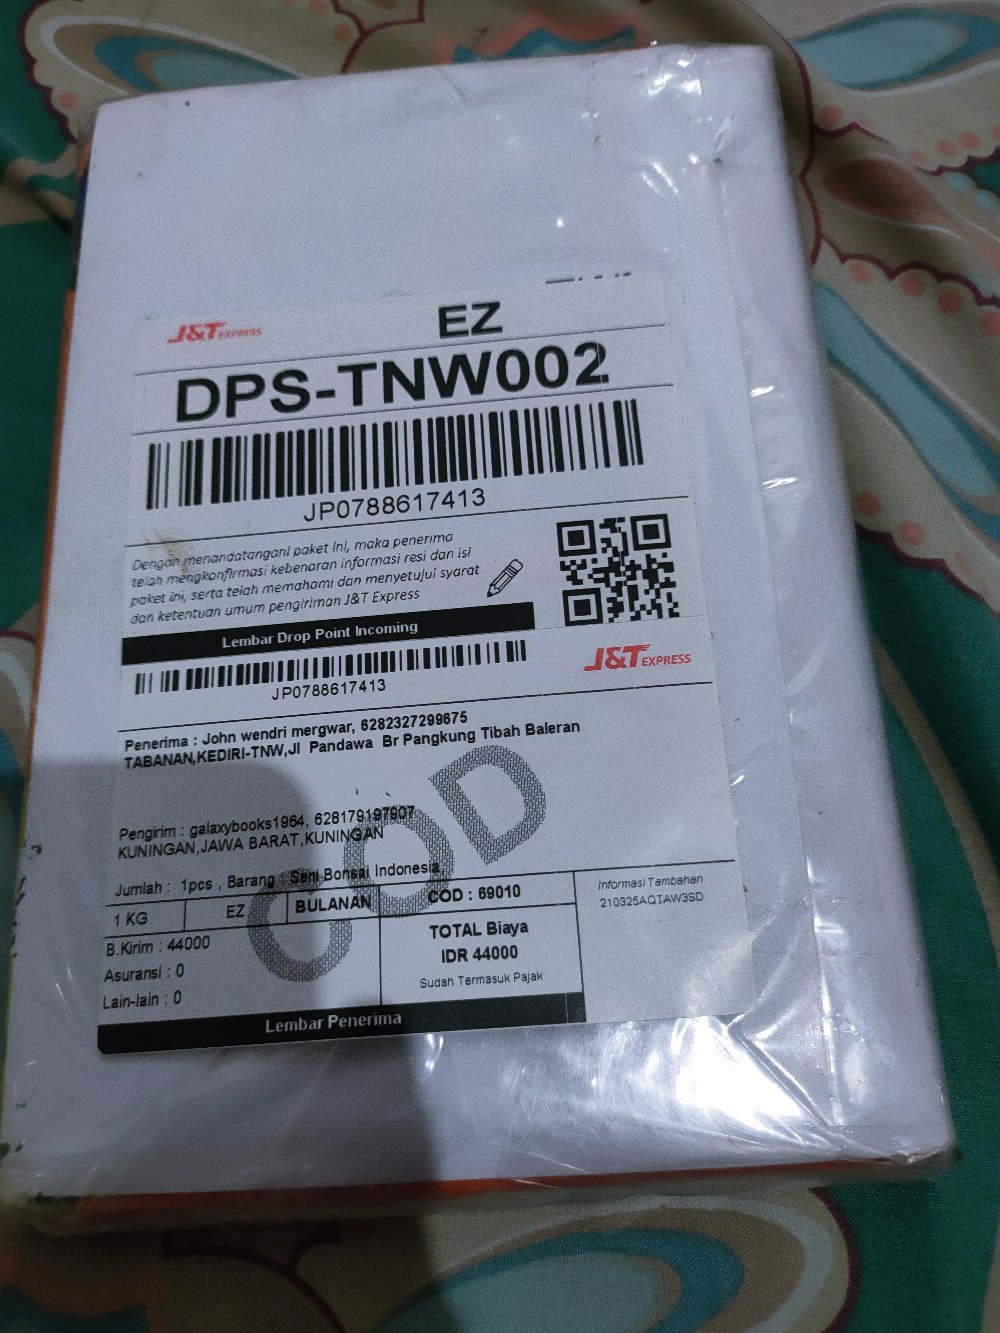 J&T EXPRESS
EZ
DPS-TNW002
JP0788617413
Dengan menandatangani paket ini, maka penerima
telah mengkonfirmasi kebenaran informasi resi dan isi
paket ini, serta telah memahami dan menyetujui syarat
dan ketentuan umum pengiriman J&T Express
Lembar Drop Point Incoming
JP0788617413
J&T EXPRESS
Penerima : John wendri mergwar, 6282327299675
TABANAN,KEDIRI-TNW,Jl Pandawa Br Pangkung Tibah Baleran
COD
Pengirim : galaxybooks1964, 628179197907
KUNINGAN,JAWA BARAT,KUNINGAN
Jumlah : 1pcs , Barang : Seni Bonsai Indonesia,
1 KG EZ BULANAN COD : 69010
Informasi Tambahan
210325AQTAW3SD
B.Kirim : 44000
Asuransi : 0
Lain-lain : 0
TOTAL Biaya
IDR 44000
Sudah Termasuk Pajak
Lembar Penerima